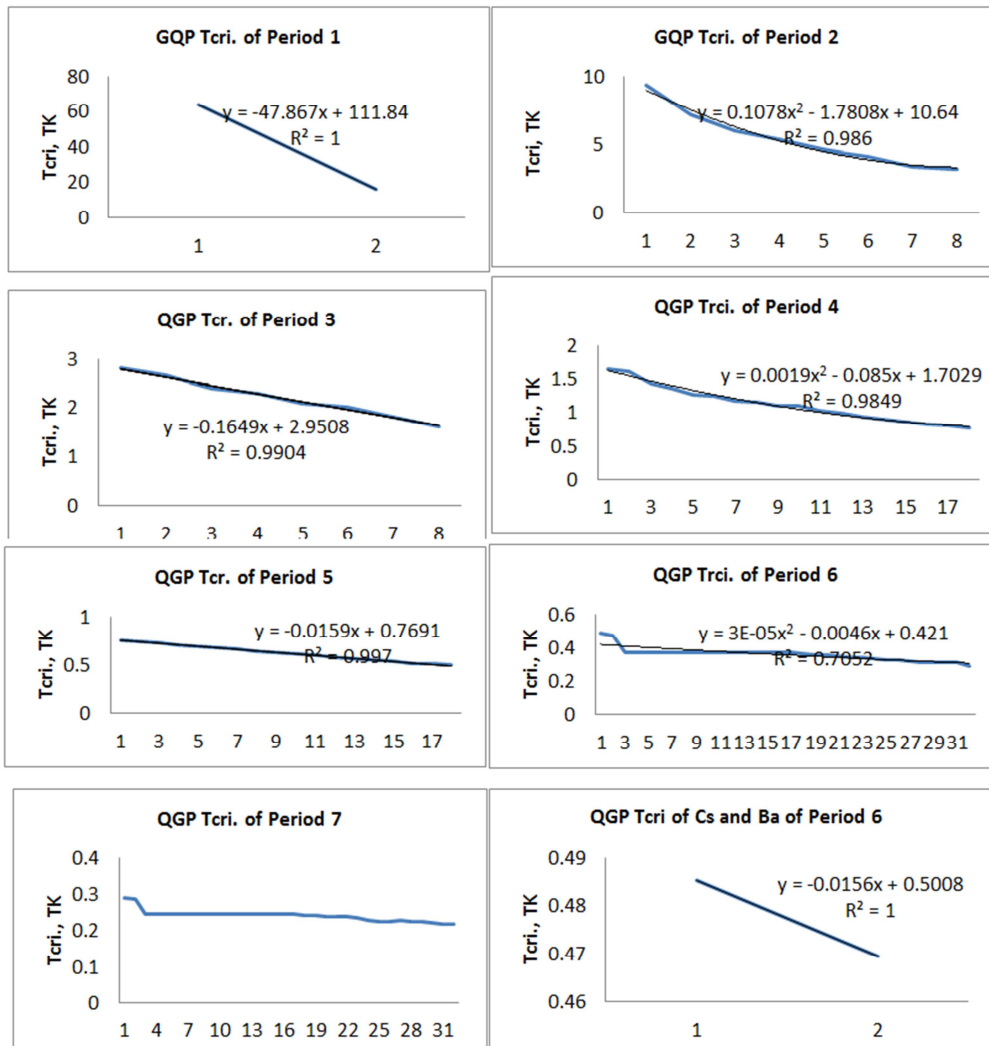 GQP Tcri. of Period 1
Tcri, TK
80
60
40
20
0
y = -47.867x + 111.84
R² = 1
1 2
GQP Tcri. of Period 2
Tcri, TK
10
5
0
y = 0.1078x² - 1.7808x + 10.64
R² = 0.986
1 2 3 4 5 6 7 8
QGP Tcr. of Period 3
Tcri., TK
3
2
1
0
y = -0.1649x + 2.9508
R² = 0.9904
1 2 3 4 5 6 7 8
QGP Trci. of Period 4
Tcri., TK
2
1.5
1
0.5
0
y = 0.0019x² - 0.085x + 1.7029
R² = 0.9849
1 3 5 7 9 11 13 15 17
QGP Tcr. of Period 5
Tcri., TK
1
0.5
0
y = -0.0159x + 0.7691
R² = 0.997
1 3 5 7 9 11 13 15 17
QGP Trci. of Period 6
Tcri., TK
0.6
0.4
0.2
0
y = 3E-05x² - 0.0046x + 0.421
R² = 0.7052
1 3 5 7 9 11 13 15 17 19 21 23 25 27 29 31
QGP Tcri. of Period 7
Tcri., TK
0.4
0.3
0.2
0.1
0
1 4 7 10 13 16 19 22 25 28 31
QGP Tcri of Cs and Ba of Period 6
Tcri., TK
0.49
0.48
0.47
0.46
y = -0.0156x + 0.5008
R² = 1
1 2